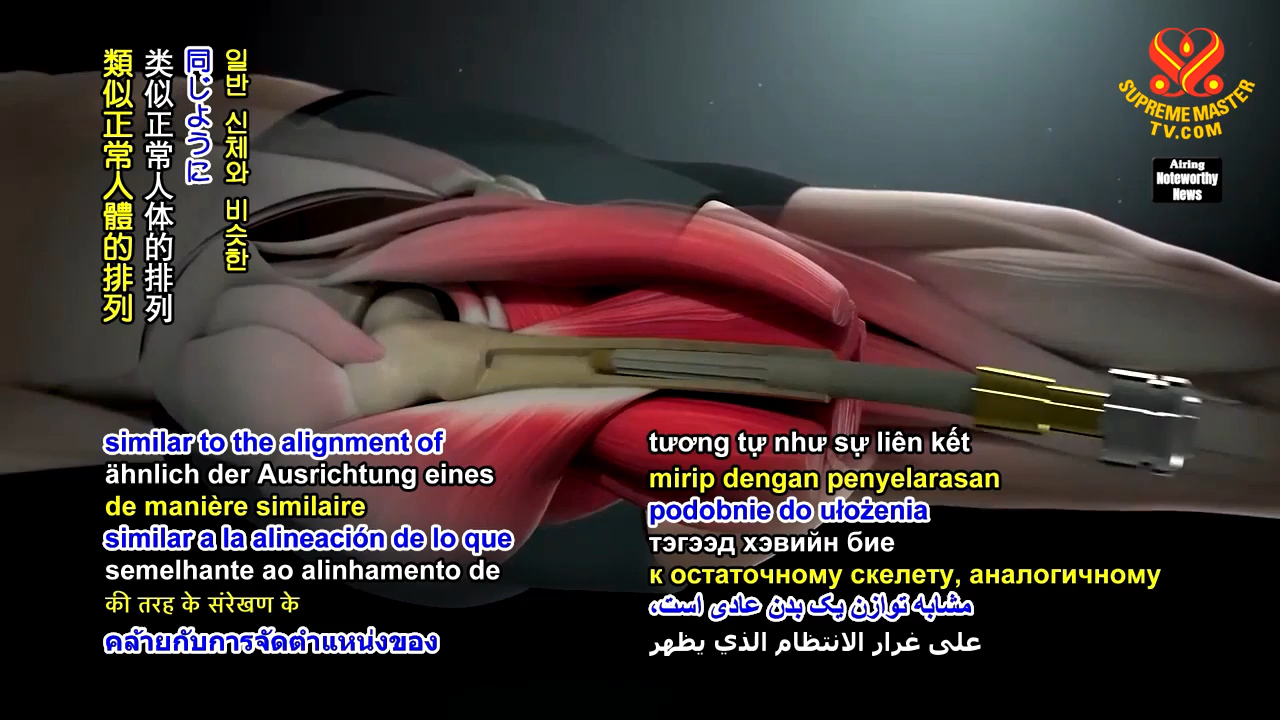 類似正常人體的排列
类似正常人体的排列
同じように
일반 신체와 비슷한
SUPREME MASTER
TV.COM
Airing
Noteworthy
News
similar to the alignment of
ähnlich der Ausrichtung eines
de manière similaire
similar a la alineación de lo que
semelhante ao alinhamento de
की तरह के संरेखण के
คล้ายกับการจัดตำแหน่งของ
tương tự như sự liên kết
mirip dengan penyelarasan
podobnie do ułożenia
тэгээд хэвийн бие
к остаточному скелету, аналогичному
مشابه توازن یک بدن عادی است،
على غرار الانتظام الذي يظهر